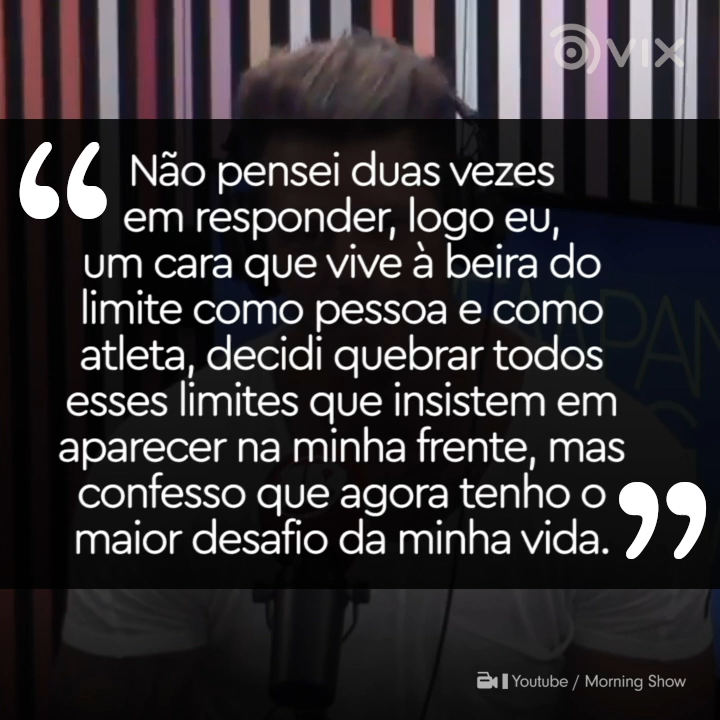 vix
“ Não pensei duas vezes
em responder, logo eu,
um cara que vive à beira do
limite como pessoa e como
atleta, decidi quebrar todos
esses limites que insistem em
aparecer na minha frente, mas
confesso que agora tenho o
maior desafio da minha vida. ”
Youtube / Morning Show